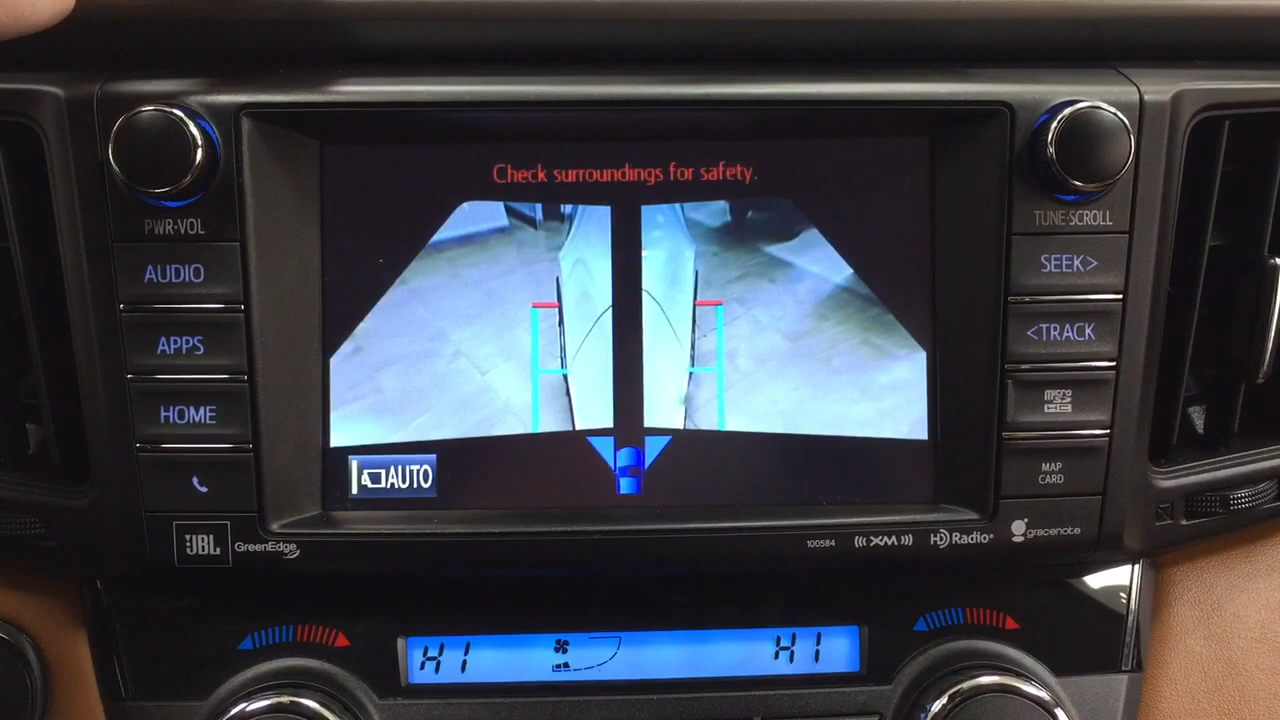 Check surroundings for safety.
PWR·VOL
TUNE·SCROLL
AUDIO
SEEK>
APPS
<TRACK
HOME
micro
SD
HC
MAP
CARD
AUTO
JBL
GreenEdge
100584
((XM))
HD Radio
gracenote
HI
HI